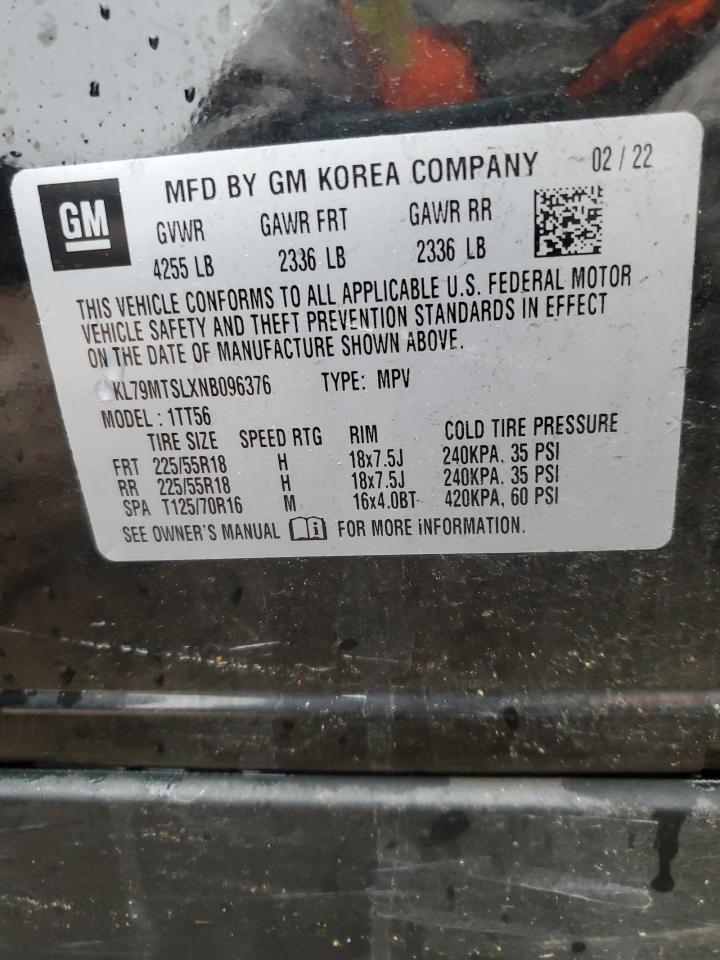 GM
MFD BY GM KOREA COMPANY 02 / 22
GVWR GAWR FRT GAWR RR
4255 LB 2336 LB 2336 LB
THIS VEHICLE CONFORMS TO ALL APPLICABLE U.S. FEDERAL MOTOR
VEHICLE SAFETY AND THEFT PREVENTION STANDARDS IN EFFECT
ON THE DATE OF MANUFACTURE SHOWN ABOVE.
KL79MTSLXNB096376 TYPE: MPV
MODEL : 1TT56
TIRE SIZE SPEED RTG RIM COLD TIRE PRESSURE
FRT 225/55R18 H 18x7.5J 240KPA, 35 PSI
RR 225/55R18 H 18x7.5J 240KPA, 35 PSI
SPA T125/70R16 M 16x4.0BT 420KPA, 60 PSI
SEE OWNER'S MANUAL i FOR MORE INFORMATION.